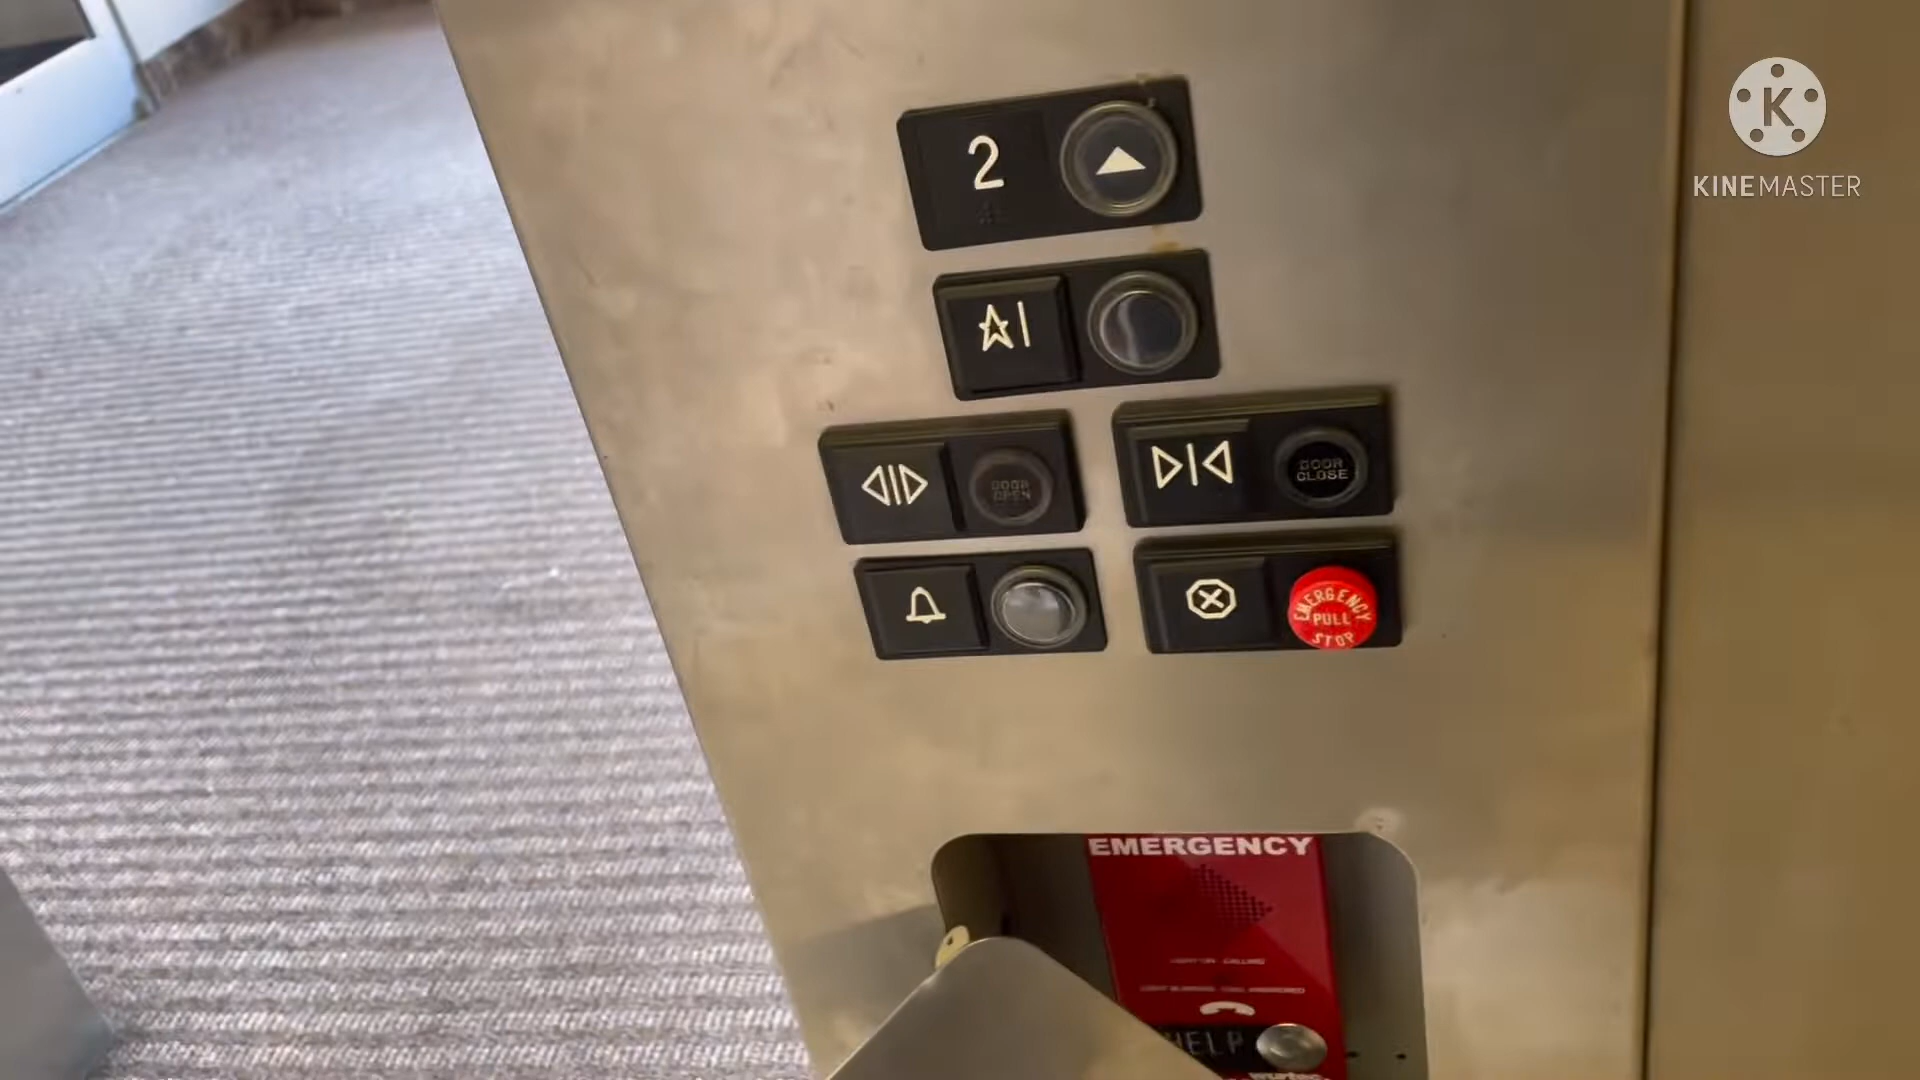 2
K
KINEMASTER
☆|
DOOR
OPEN
DOOR
CLOSE
EMERGENCY
PULL
STOP
EMERGENCY
HELP